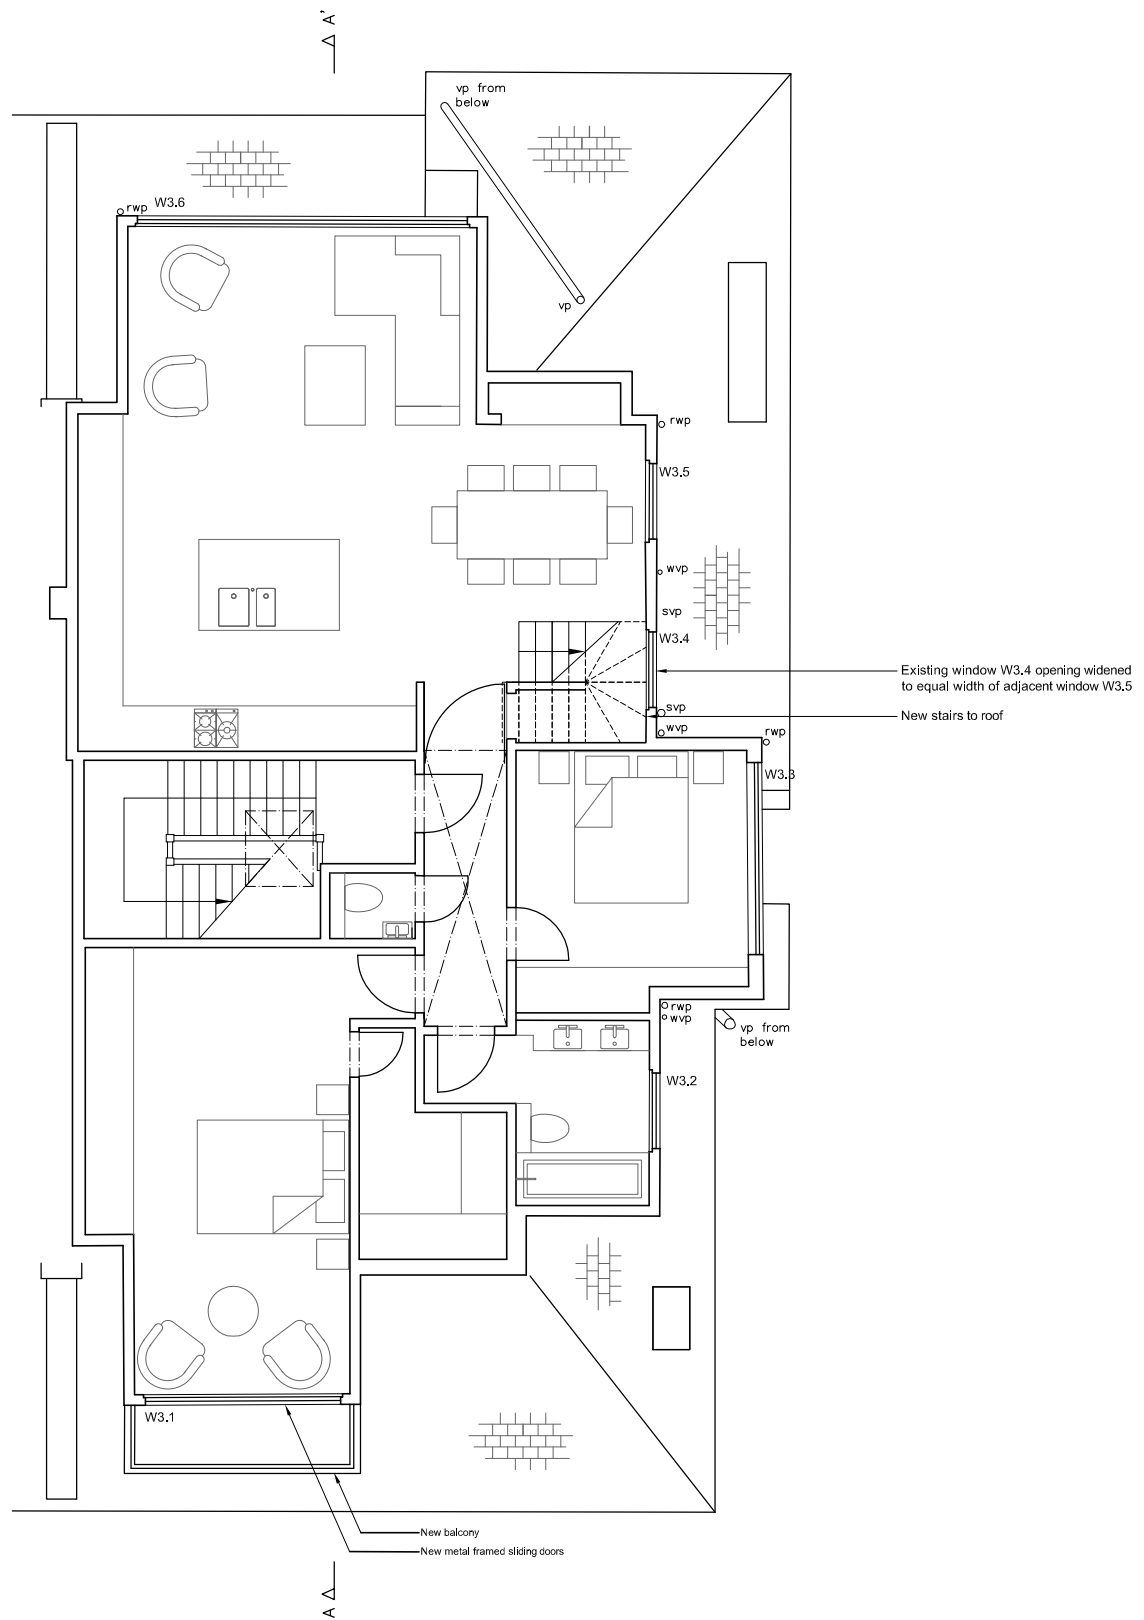 A'
vp from
below
rwp
W3.6
vp
rwp
W3.5
wvp
svp
W3.4
Existing window W3.4 opening widened
to equal width of adjacent window W3.5
svp
New stairs to roof
wvp
rwp
W3.3
rwp
wvp
vp from
below
W3.2
W3.1
New balcony
New metal framed sliding doors
A